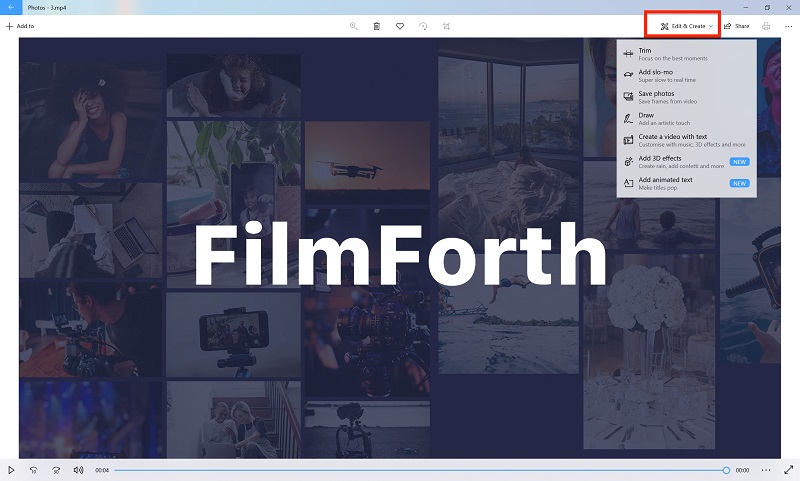 Photos - 3.mp4
Add to
Edit & Create
Share
Trim
Focus on the best moments
Add slo-mo
Super slow to real time
Save photos
Save frames from video
Draw
Add an artistic touch
Create a video with text
Customise with music, 3D effects and more
Add 3D effects
Create rain, add confetti and more
NEW
Add animated text
Make titles pop
NEW
FilmForth
10
30
00:04
00:00